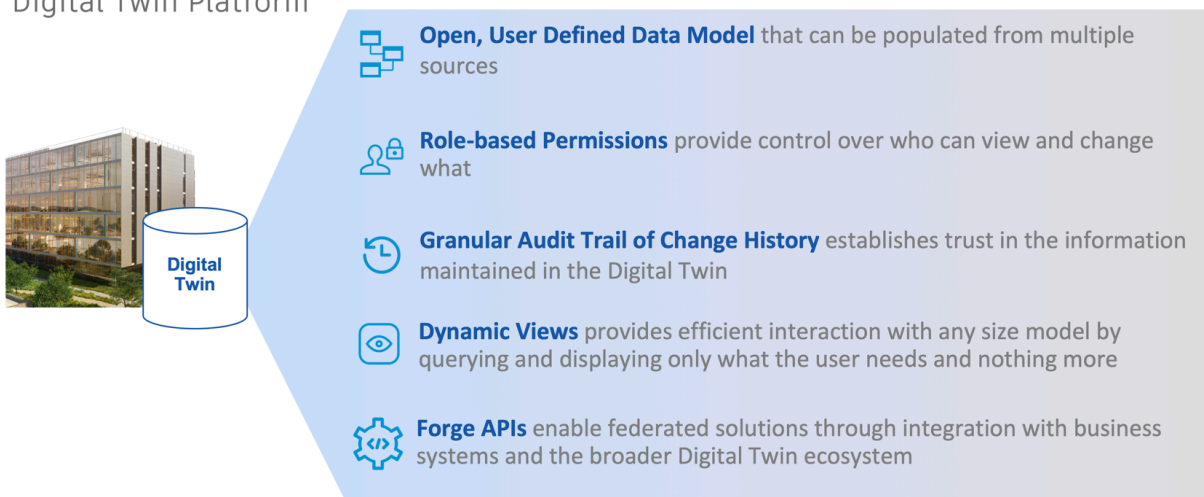 Digital Twin Platform
Open, User Defined Data Model that can be populated from multiple
sources
Role-based Permissions provide control over who can view and change
what
Granular Audit Trail of Change History establishes trust in the information
maintained in the Digital Twin
Digital
Twin
Dynamic Views provides efficient interaction with any size model by
querying and displaying only what the user needs and nothing more
Forge APIs enable federated solutions through integration with business
systems and the broader Digital Twin ecosystem